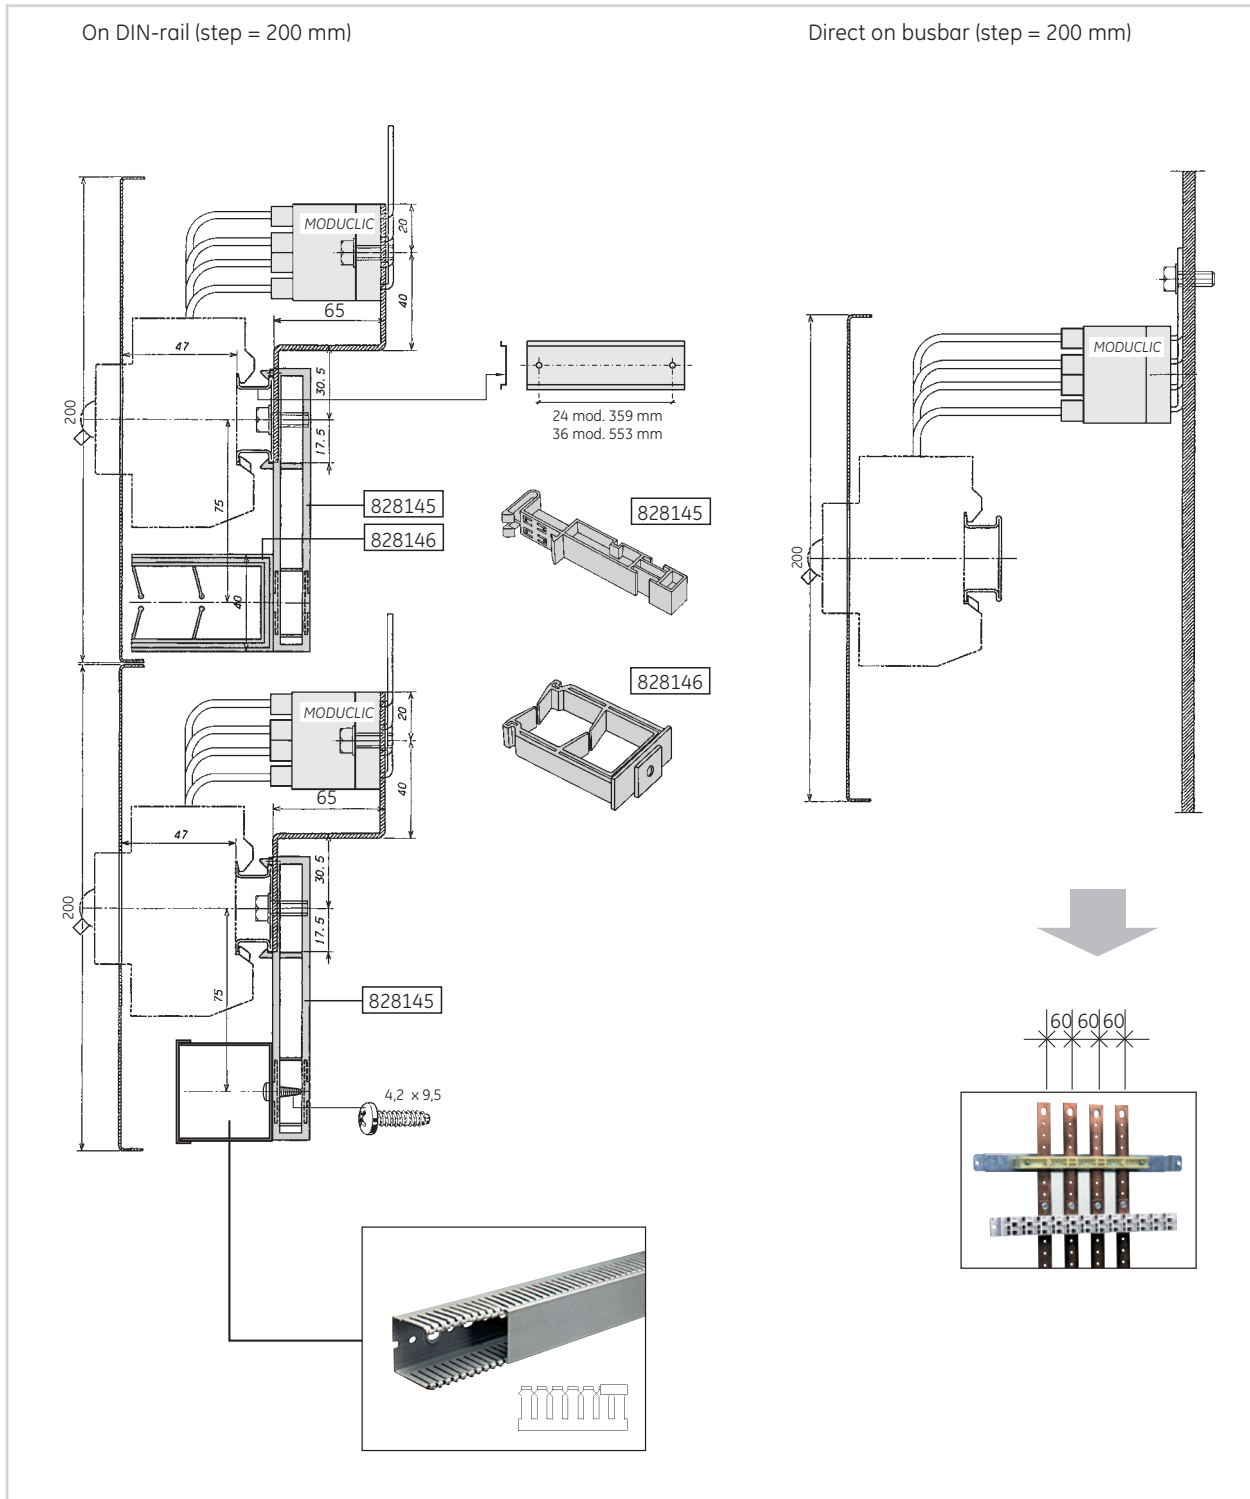 On DIN-rail (step = 200 mm)
Direct on busbar (step = 200 mm)
MODUCLIC
20
40
65
47
30.5
17.5
200
75
40
24 mod. 359 mm
36 mod. 553 mm
828145
828146
828145
828146
MODUCLIC
200
MODUCLIC
20
40
65
47
30.5
17.5
200
75
828145
4,2 x 9,5
60 60 60